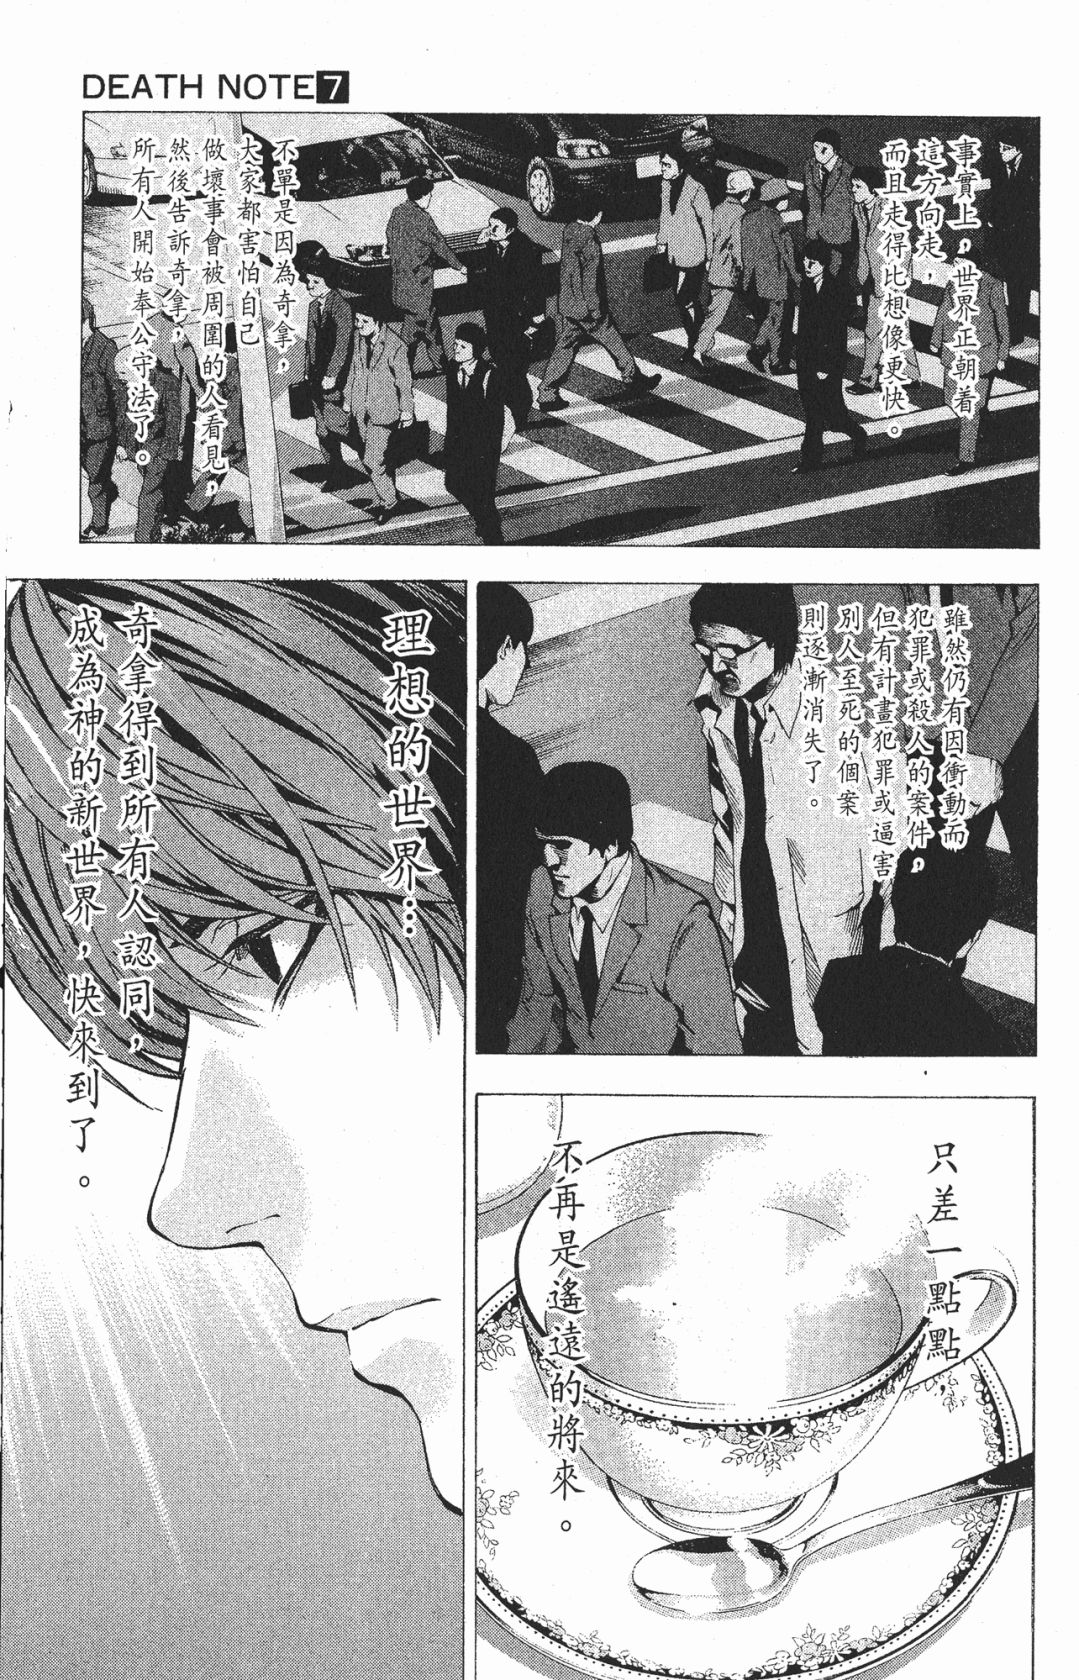 DEATH NOTE 7
事實上，世界正朝着
這方向走，
而且走得比想像更快。
不單是因為奇拿，
大家都害怕自己
做壞事會被周圍的人看見，
然後告訴奇拿，
所有人開始奉公守法了。
雖然仍有因衝動而
犯罪或殺人的案件，
但有計畫犯罪或逼害
別人至死的個案
則逐漸消失了。
只差一點點，
不再是遙遠的將來。
理想的世界…
奇拿得到所有人認同，
成為神的新世界，快來到了。